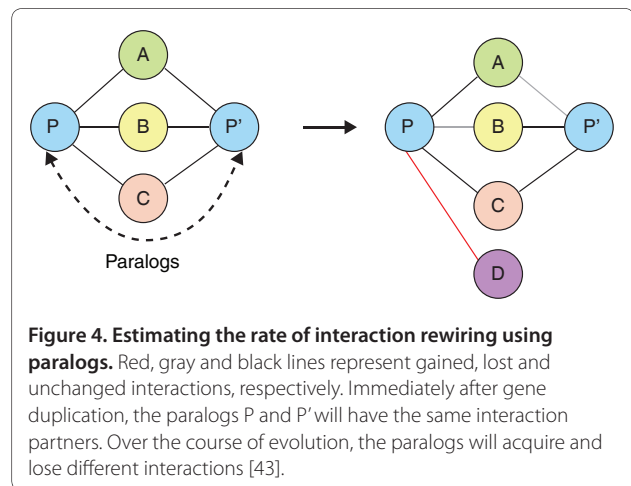 A
P
B
P'
C
Paralogs
A
P
B
P'
C
D
Figure 4. Estimating the rate of interaction rewiring using
paralogs. Red, gray and black lines represent gained, lost and
unchanged interactions, respectively. Immediately after gene
duplication, the paralogs P and P' will have the same interaction
partners. Over the course of evolution, the paralogs will acquire and
lose different interactions [43].